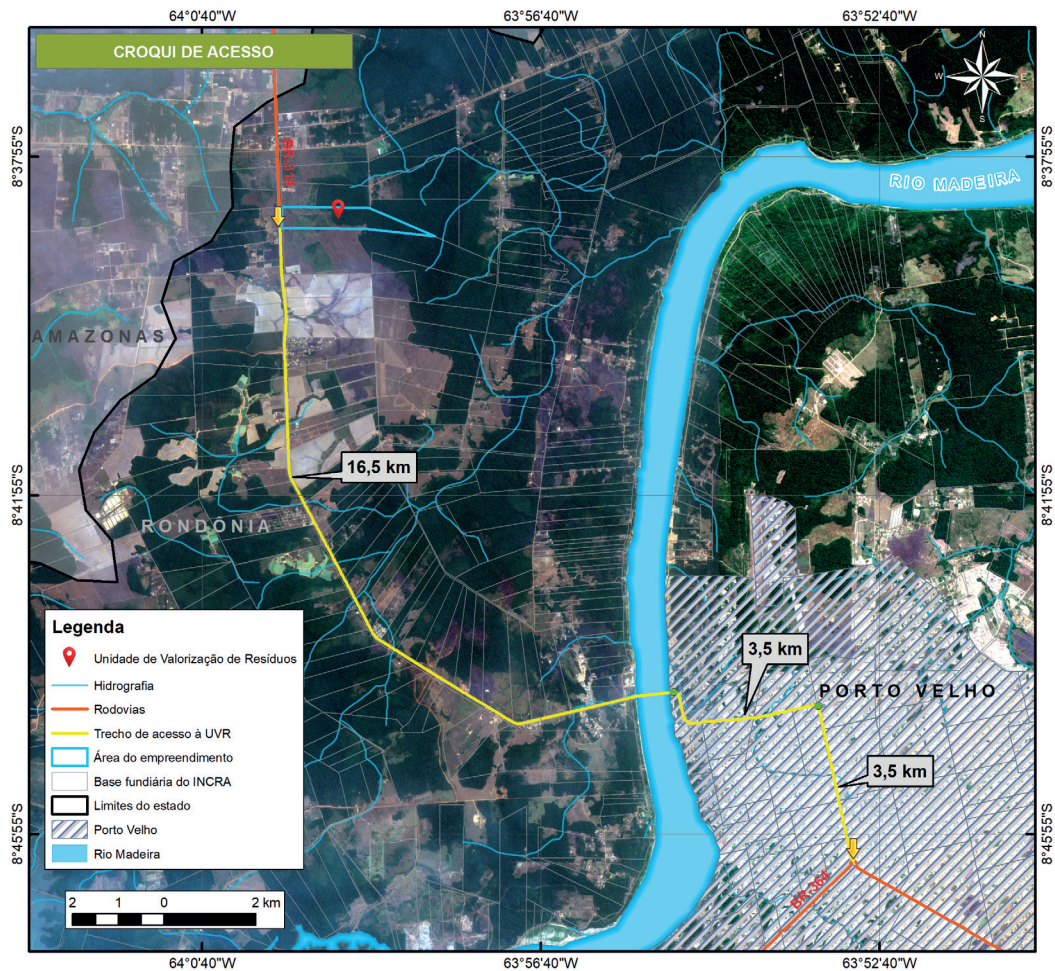 64°0'40"W
63°56'40"W
63°52'40"W
CROQUI DE ACESSO
N
W
E
S
8°37'55"S
8°37'55"S
BR-319
RIO MADEIRA
AMAZONAS
16,5 km
8°41'55"S
8°41'55"S
RONDÔNIA
Legenda
Unidade de Valorização de Resíduos
Hidrografia
Rodovias
Trecho de acesso à UVR
Área do empreendimento
Base fundiária do INCRA
Limites do estado
Porto Velho
Rio Madeira
3,5 km
PORTO VELHO
3,5 km
8°45'55"S
8°45'55"S
BR-364
2 1 0 2 km
64°0'40"W
63°56'40"W
63°52'40"W